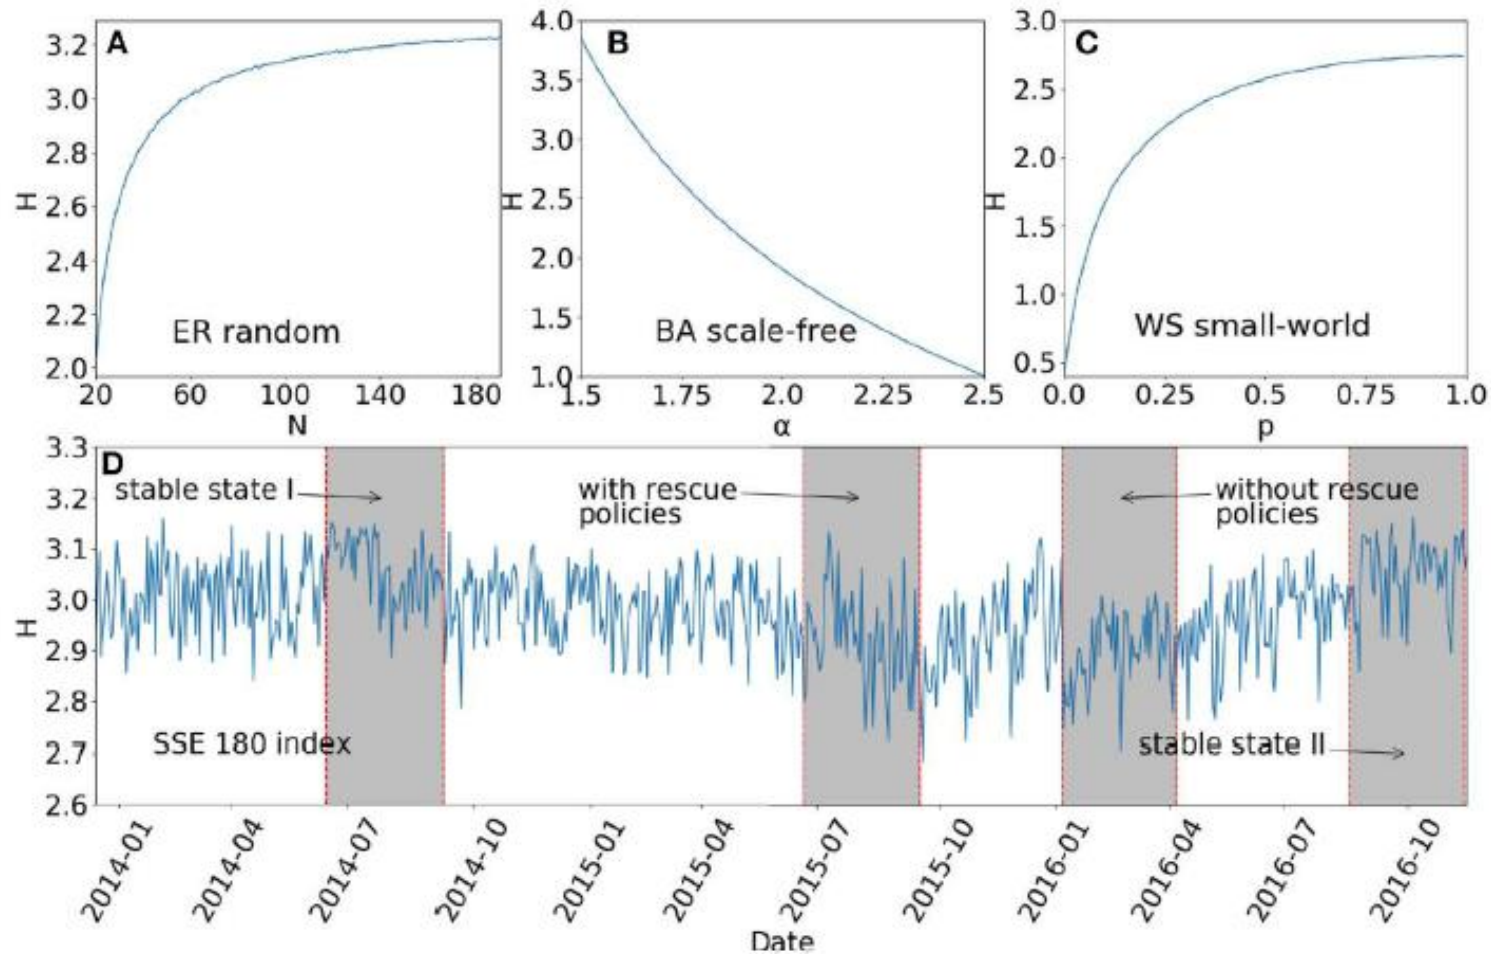 A
3.2
3.0
2.8
2.6
2.4
2.2
2.0
H
ER random
20 60 100 140 180
N
B
4.0
3.5
3.0
2.5
2.0
1.5
1.0
H
BA scale-free
1.5 1.75 2.0 2.25 2.5
α
C
3.0
2.5
2.0
1.5
1.0
0.5
H
WS small-world
0.0 0.25 0.5 0.75 1.0
p
D
3.3
3.2
3.1
3.0
2.9
2.8
2.7
2.6
H
stable state I
with rescue
policies
without rescue
policies
SSE 180 index
stable state II
2014-01
2014-04
2014-07
2014-10
2015-01
2015-04
2015-07
2015-10
2016-01
2016-04
2016-07
2016-10
Date